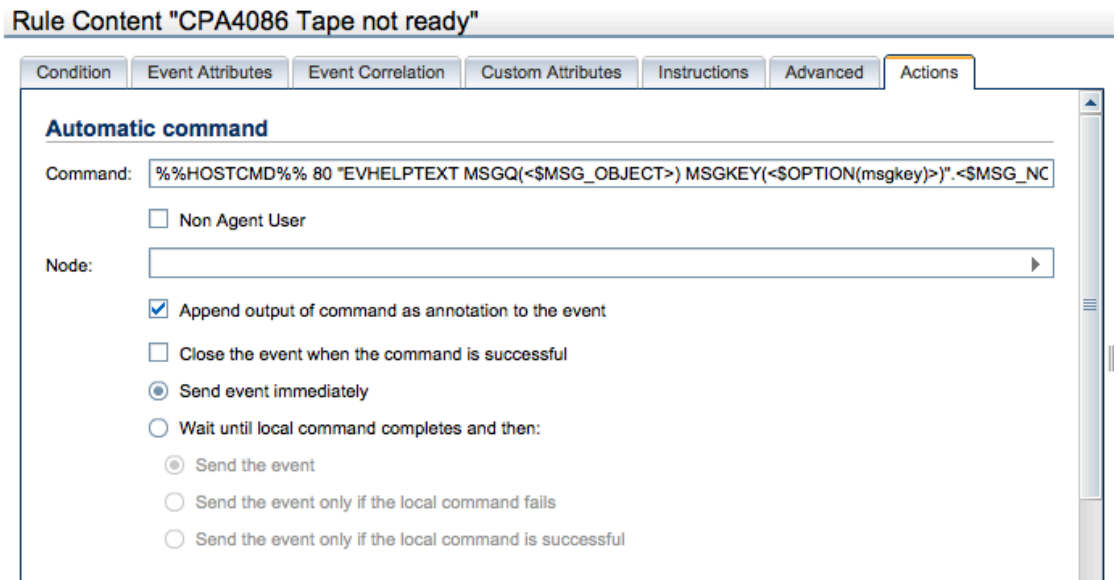 Rule Content "CPA4086 Tape not ready"
Condition Event Attributes Event Correlation Custom Attributes Instructions Advanced Actions
Automatic command
Command: %%HOSTCMD%% 80 "EVHELPTEXT MSGQ(<$MSG_OBJECT>) MSGKEY(<$OPTION(msgkey)>)".<$MSG_NO
Non Agent User
Node:
Append output of command as annotation to the event
Close the event when the command is successful
Send event immediately
Wait until local command completes and then:
Send the event
Send the event only if the local command fails
Send the event only if the local command is successful